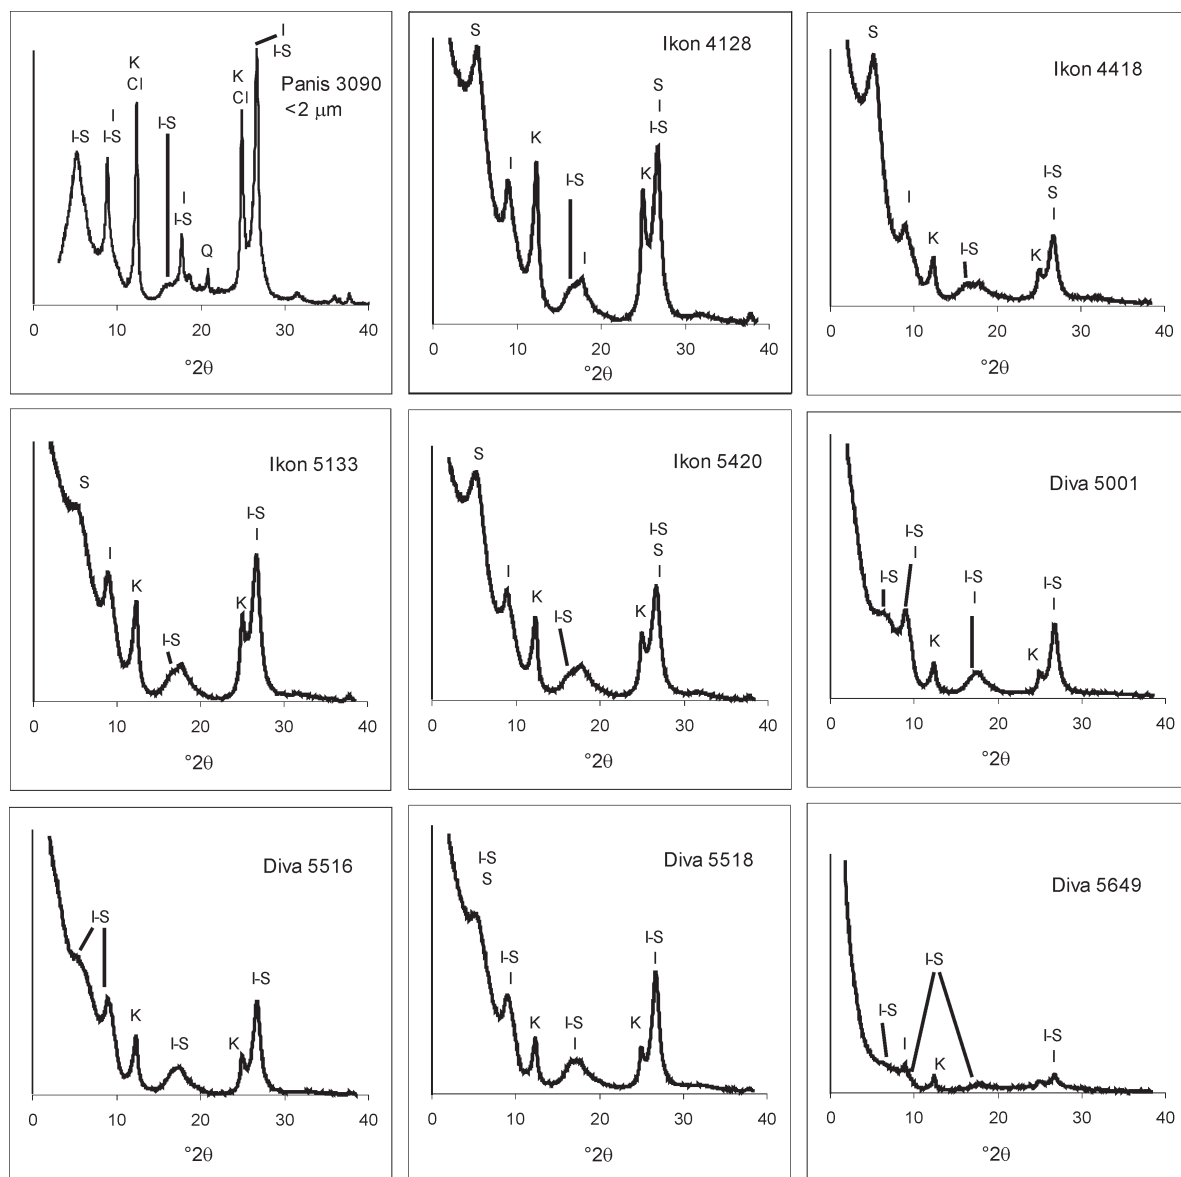 I
I-S
K
Cl
I-S
I
I-S
K
Cl
I-S
I
I-S
Q
Panis 3090
<2 μm
0 10 20 30 40
°2θ
S
Ikon 4128
S
I
I-S
K
I
I-S
K
I
0 10 20 30 40
°2θ
S
Ikon 4418
I-S
S
I
I
K
I-S
K
0 10 20 30 40
°2θ
Ikon 5133
S
I-S
I
I
K
K
I-S
0 10 20 30 40
°2θ
S
Ikon 5420
I-S
S
I
I
K
I-S
K
0 10 20 30 40
°2θ
Diva 5001
I-S
I
I-S
I-S
I
I-S
I
K
K
0 10 20 30 40
°2θ
Diva 5516
I-S
I-S
K
I-S
K
0 10 20 30 40
°2θ
I-S
S
Diva 5518
I-S
I
I-S
I
K
I-S
I
K
0 10 20 30 40
°2θ
Diva 5649
I-S
I-S
I
K
I-S
I
0 10 20 30 40
°2θ